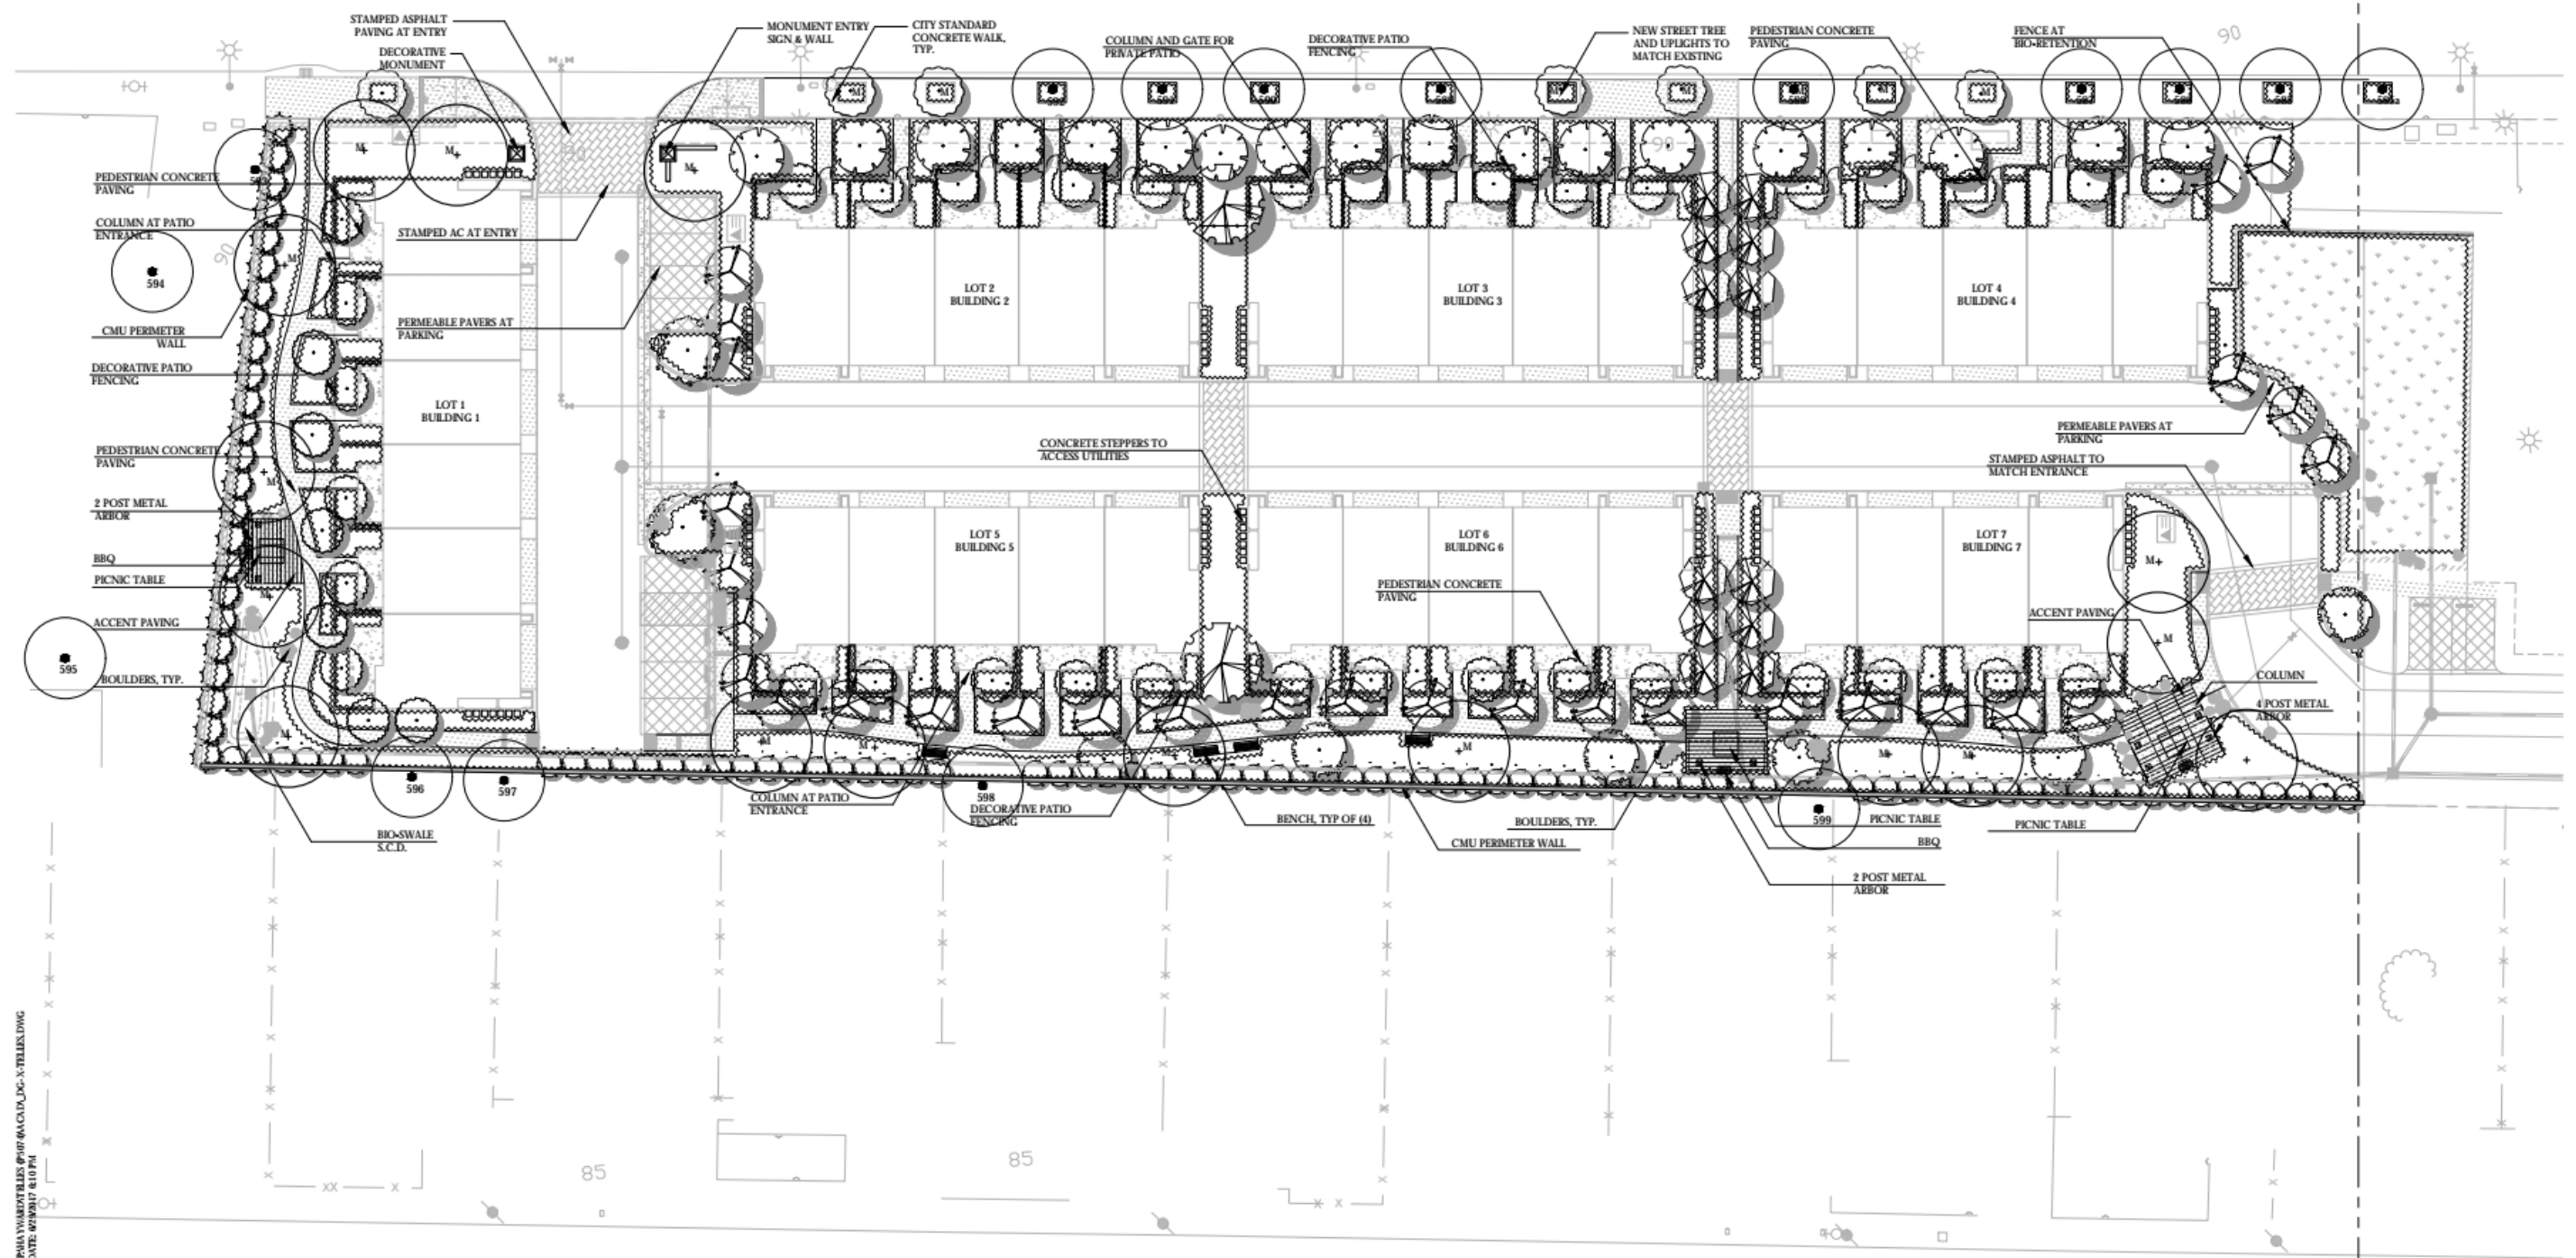 STAMPED ASPHALT
PAVING AT ENTRY
DECORATIVE
MONUMENT
MONUMENT ENTRY
SIGN & WALL
CITY STANDARD
CONCRETE WALK,
TYP.
COLUMN AND GATE FOR
PRIVATE PATIO
DECORATIVE PATIO
FENCING
NEW STREET TREE
AND UPLIGHTS TO
MATCH EXISTING
PEDESTRIAN CONCRETE
PAVING
FENCE AT
BIO-RETENTION
90
PEDESTRIAN CONCRETE
PAVING
COLUMN AT PATIO
ENTRANCE
90
594
STAMPED AC AT ENTRY
CMU PERIMETER
WALL
PERMEABLE PAVERS AT
PARKING
DECORATIVE PATIO
FENCING
LOT 1
BUILDING 1
LOT 2
BUILDING 2
LOT 3
BUILDING 3
LOT 4
BUILDING 4
90
90
PEDESTRIAN CONCRETE
PAVING
2 POST METAL
ARBOR
BBQ
PICNIC TABLE
ACCENT PAVING
595
BOULDERS, TYP.
CONCRETE STEPPERS TO
ACCESS UTILITIES
PERMEABLE PAVERS AT
PARKING
STAMPED ASPHALT TO
MATCH ENTRANCE
LOT 5
BUILDING 5
LOT 6
BUILDING 6
LOT 7
BUILDING 7
PEDESTRIAN CONCRETE
PAVING
ACCENT PAVING
COLUMN
4 POST METAL
ARBOR
596
597
598
599
BIO-SWALE
S.C.D.
COLUMN AT PATIO
ENTRANCE
DECORATIVE PATIO
FENCING
BENCH, TYP OF (4)
CMU PERIMETER WALL
BOULDERS, TYP.
PICNIC TABLE
BBQ
2 POST METAL
ARBOR
PICNIC TABLE
85
85